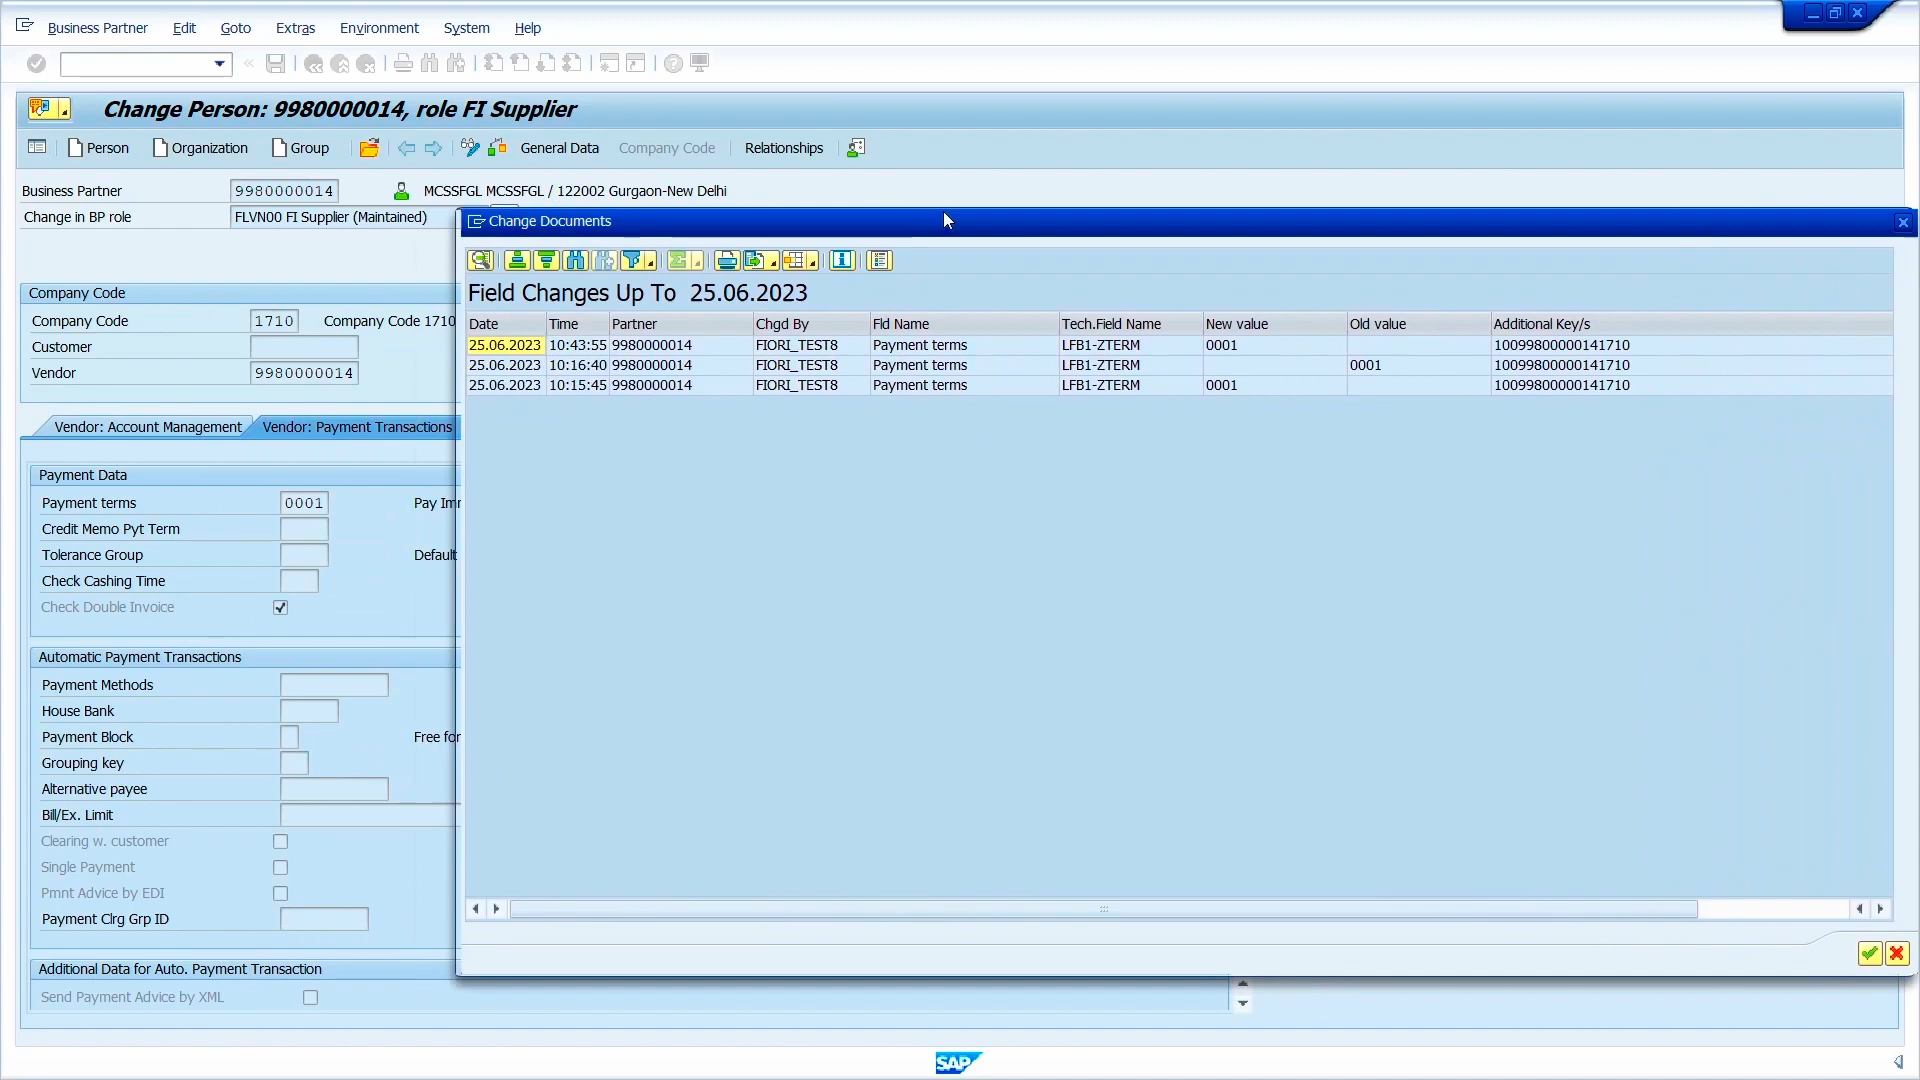 Business Partner Edit Goto Extras Environment System Help
Change Person: 9980000014, role FI Supplier
Person Organization Group General Data Company Code Relationships
Business Partner 9980000014 MCSSFGL MCSSFGL / 122002 Gurgaon-New Delhi
Change in BP role FLVN00 FI Supplier (Maintained)
Change Documents
Field Changes Up To 25.06.2023
Date Time Partner Chgd By Fld Name Tech.Field Name New value Old value Additional Key/s
25.06.2023 10:43:55 9980000014 FIORI_TEST8 Payment terms LFB1-ZTERM 0001 10099800000141710
25.06.2023 10:16:40 9980000014 FIORI_TEST8 Payment terms LFB1-ZTERM 0001 10099800000141710
25.06.2023 10:15:45 9980000014 FIORI_TEST8 Payment terms LFB1-ZTERM 0001 10099800000141710
Company Code
Company Code 1710 Company Code 1710
Customer
Vendor 9980000014
Vendor: Account Management Vendor: Payment Transactions
Payment Data
Payment terms 0001 Pay Imm
Credit Memo Pyt Term
Tolerance Group Default
Check Cashing Time
Check Double Invoice
Automatic Payment Transactions
Payment Methods
House Bank
Payment Block Free for
Grouping key
Alternative payee
Bill/Ex. Limit
Clearing w. customer
Single Payment
Pmnt Advice by EDI
Payment Clrg Grp ID
Additional Data for Auto. Payment Transaction
Send Payment Advice by XML
SAP